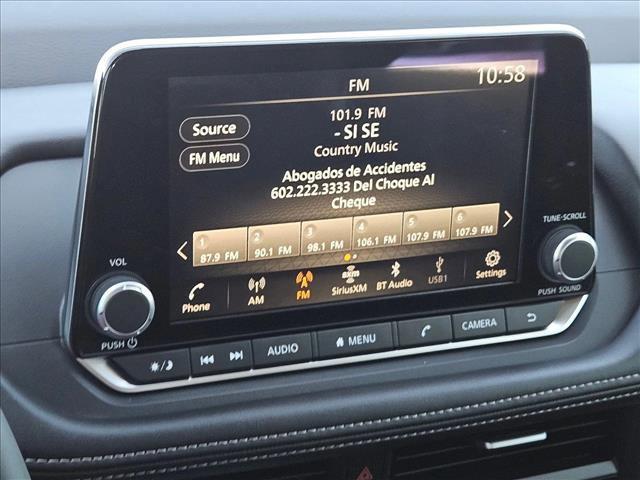 FM
10:58
101.9 FM
- SI SE
Country Music
Source
FM Menu
Abogados de Accidentes
602.222.3333 Del Choque Al
Cheque
1 2 3 4 5 6
87.9 FM 90.1 FM 98.1 FM 106.1 FM 107.9 FM 107.9 FM
Phone AM FM SiriusXM BT Audio USB1 Settings
sxm
VOL
PUSH
TUNE-SCROLL
PUSH SOUND
AUDIO MENU CAMERA